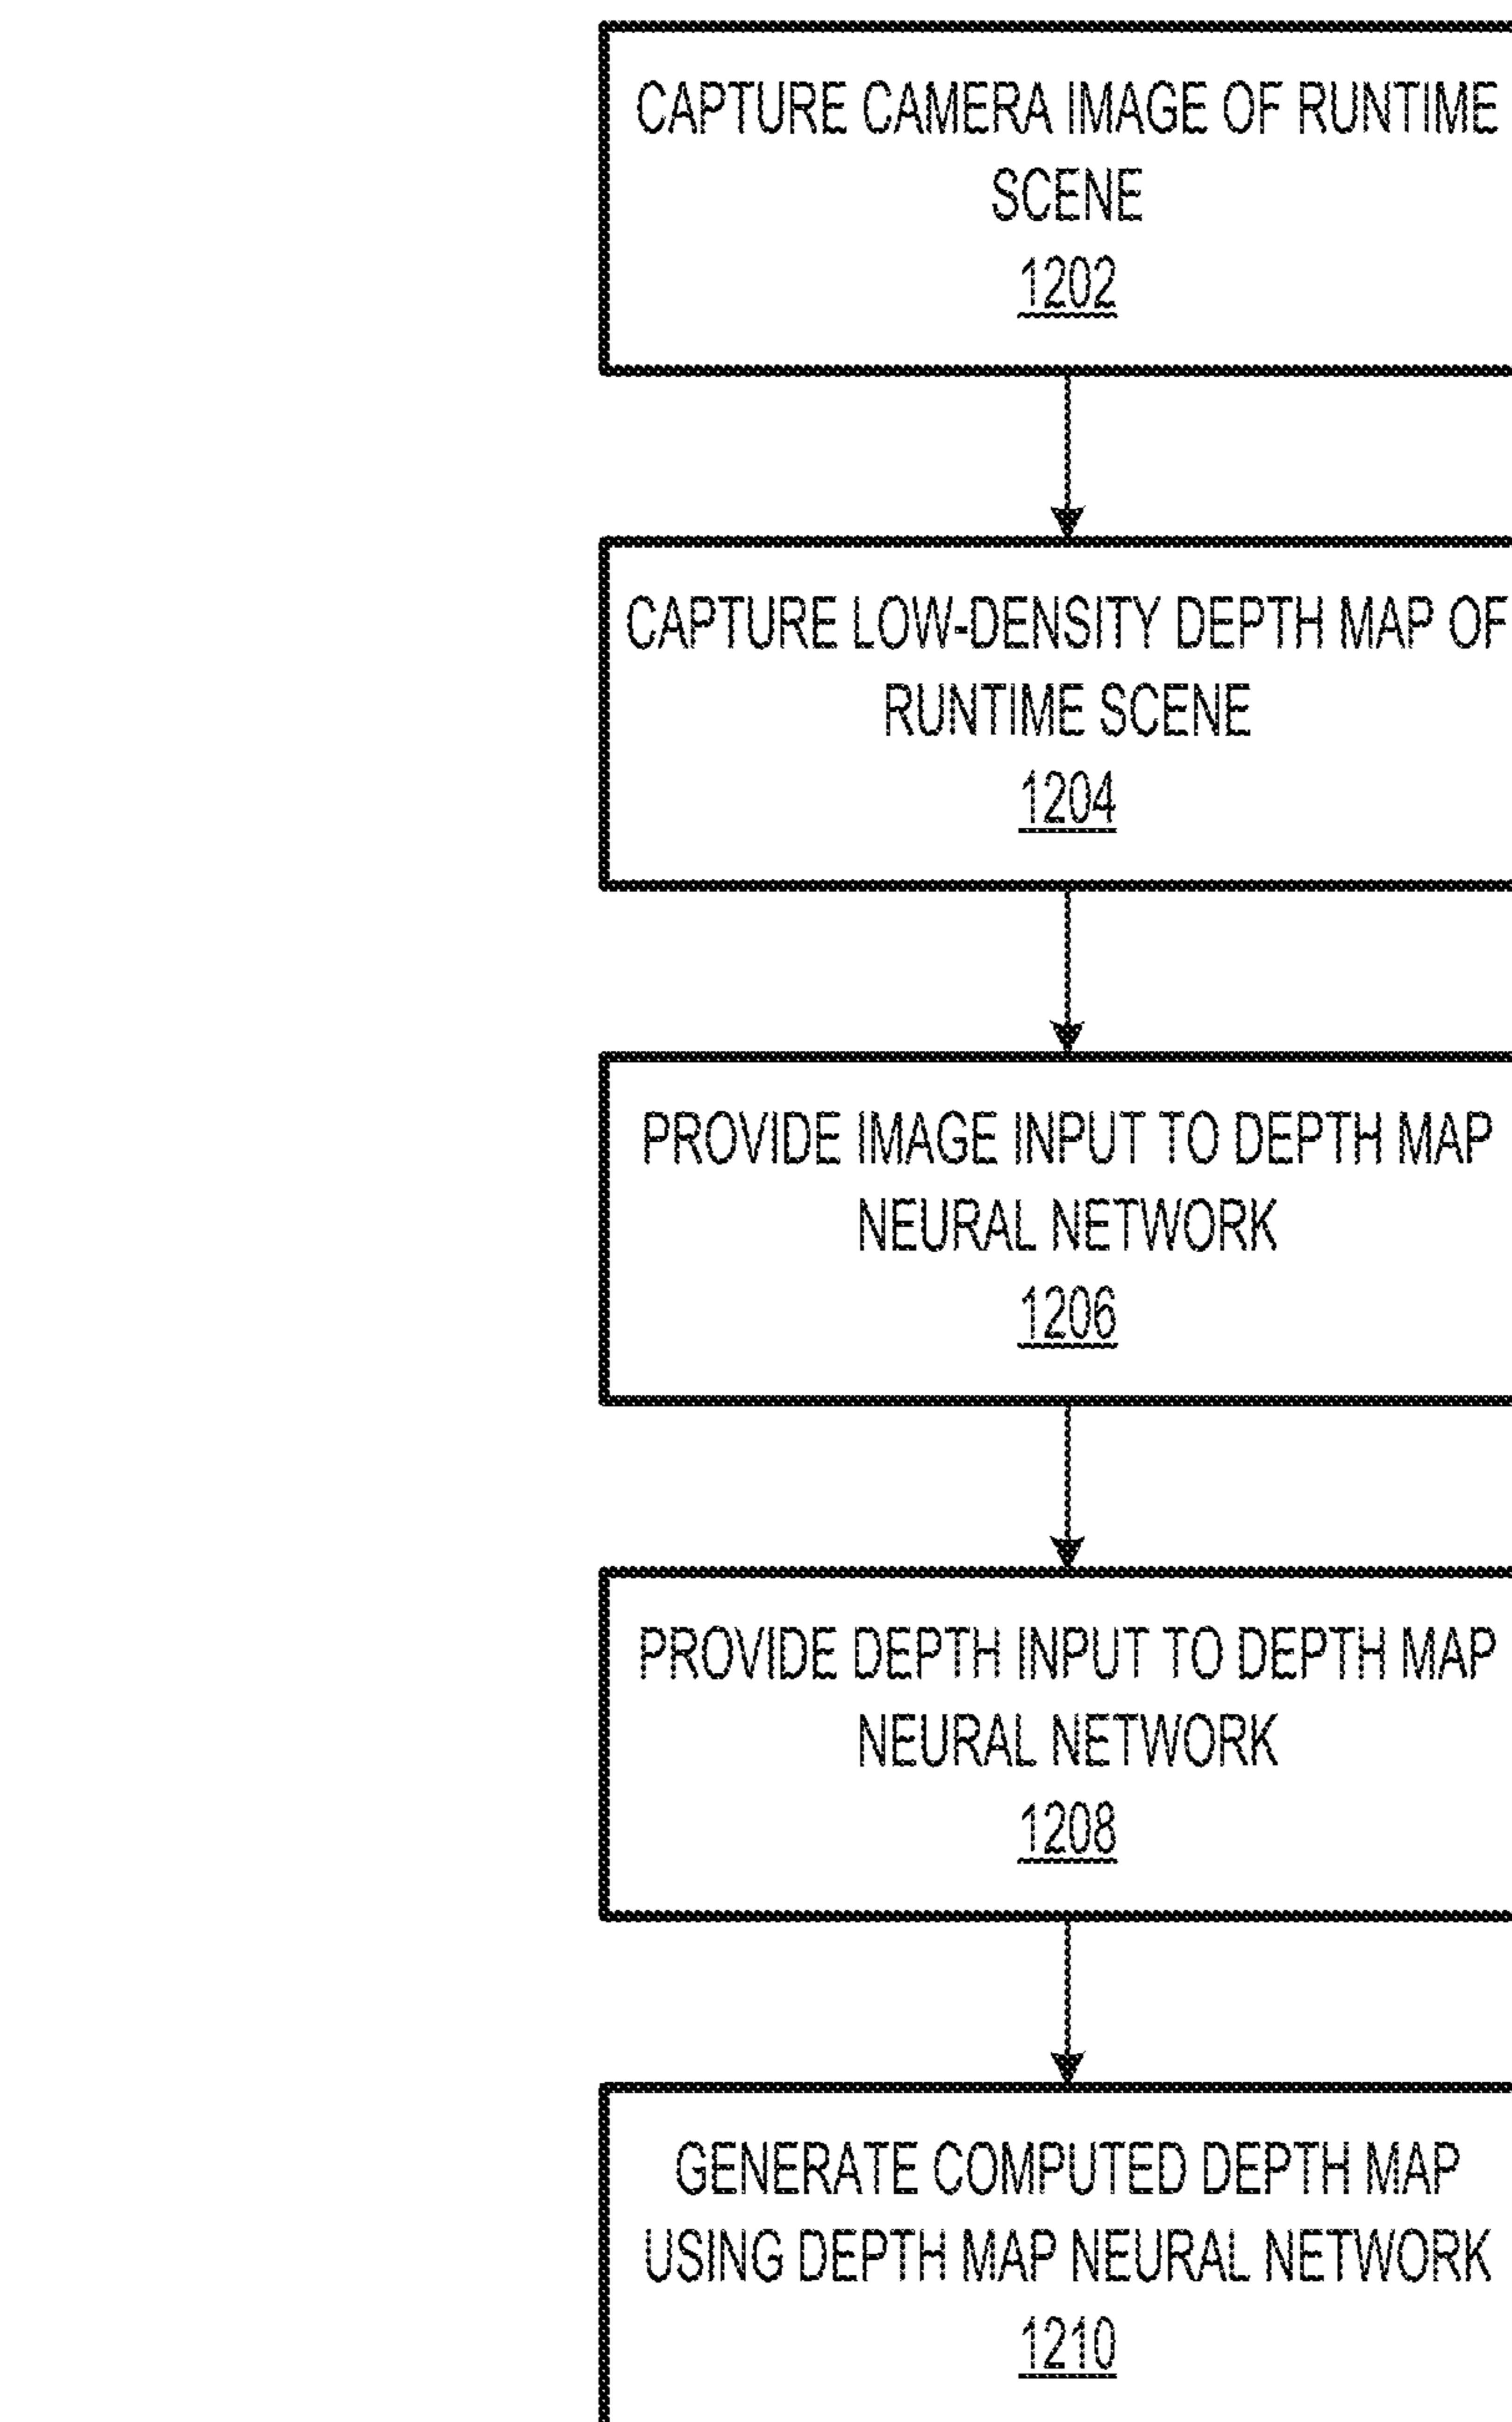 CAPTURE CAMERA IMAGE OF RUNTIME
SCENE
1202
CAPTURE LOW-DENSITY DEPTH MAP OF
RUNTIME SCENE
1204
PROVIDE IMAGE INPUT TO DEPTH MAP
NEURAL NETWORK
1206
PROVIDE DEPTH INPUT TO DEPTH MAP
NEURAL NETWORK
1208
GENERATE COMPUTED DEPTH MAP
USING DEPTH MAP NEURAL NETWORK
1210